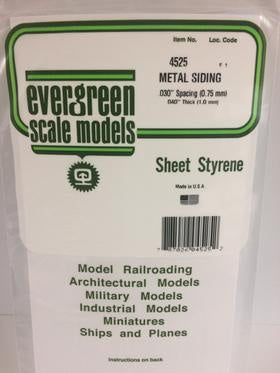 Item No. Loc. Code
4525 F 1
METAL SIDING
.030" Spacing (0.75 mm)
.040" Thick (1.0 mm)
evergreen
scale models
Sheet Styrene
Made in U.S.A.
Model Railroading
Architectural Models
Military Models
Industrial Models
Miniatures
Ships and Planes
Instructions on back